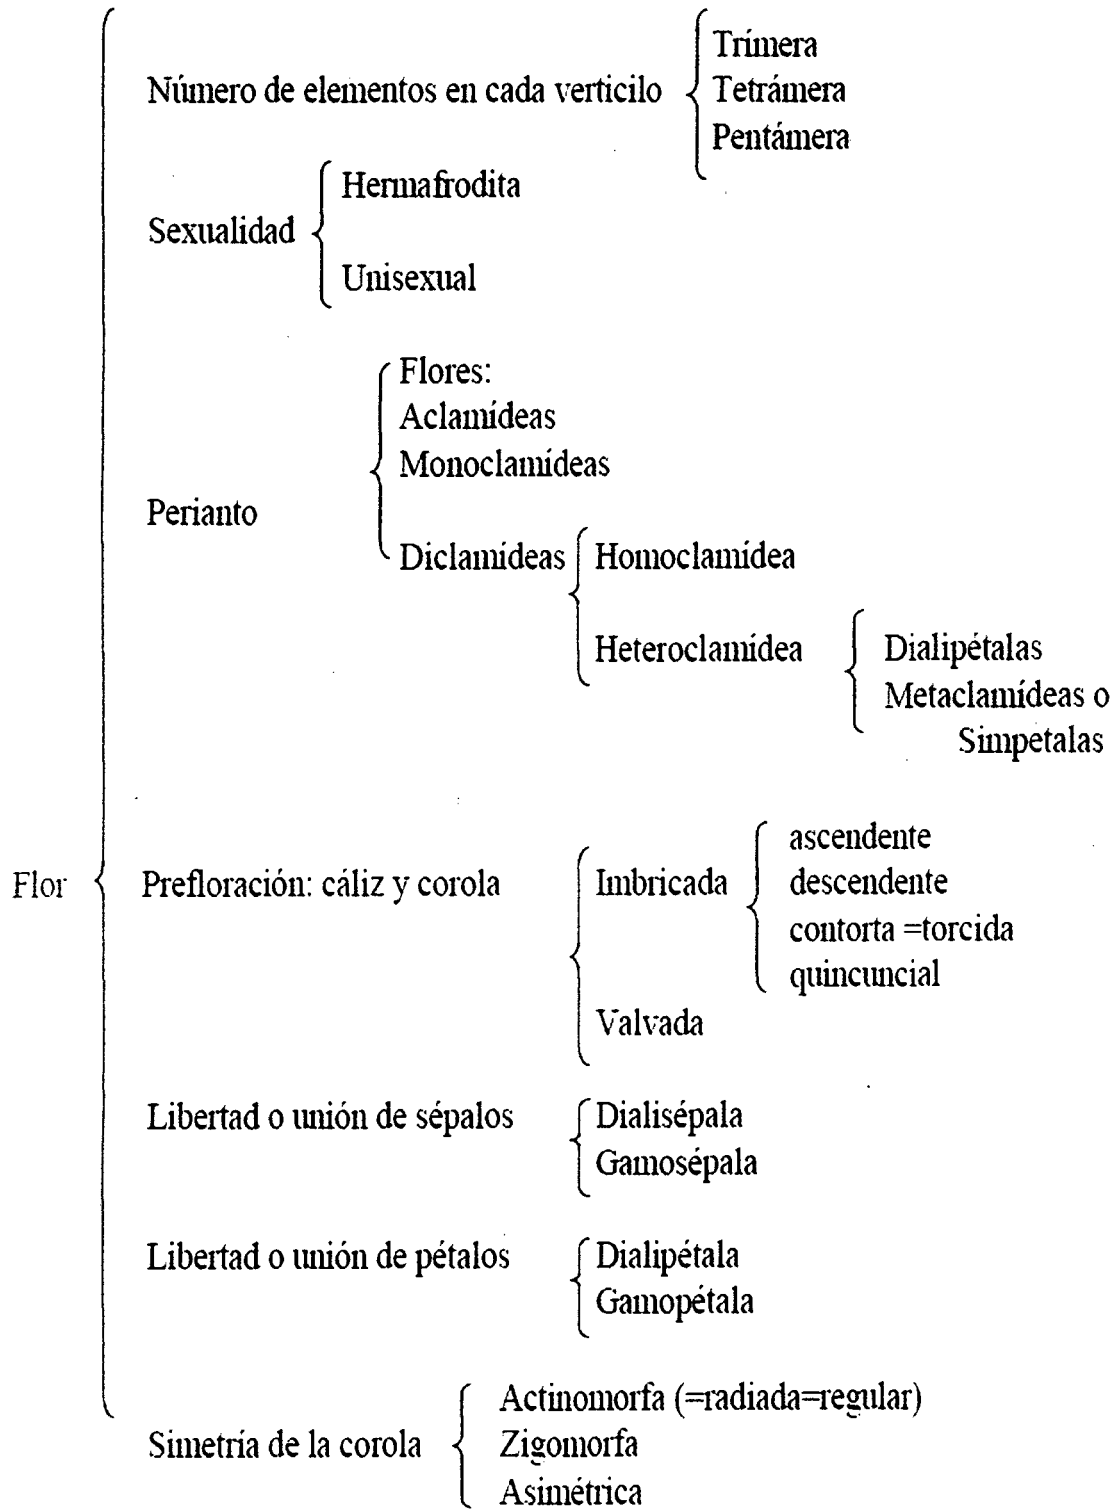 Trímera
Número de elementos en cada verticilo
Tetrámera
Pentámera
Hermafrodita
Sexualidad
Unisexual
Flores:
Aclamídeas
Monoclamídeas
Perianto
Diclamídeas
Homoclamídea
Heteroclamídea
Dialipétalas
Metaclamídeas o
Simpetalas
Flor
Prefloración: cáliz y corola
Imbricada
ascendente
descendente
contorta =torcida
quincuncial
Valvada
Libertad o unión de sépalos
Dialisépala
Gamosépala
Libertad o unión de pétalos
Dialipétala
Gamopétala
Simetría de la corola
Actinomorfa (=radiada=regular)
Zigomorfa
Asimétrica